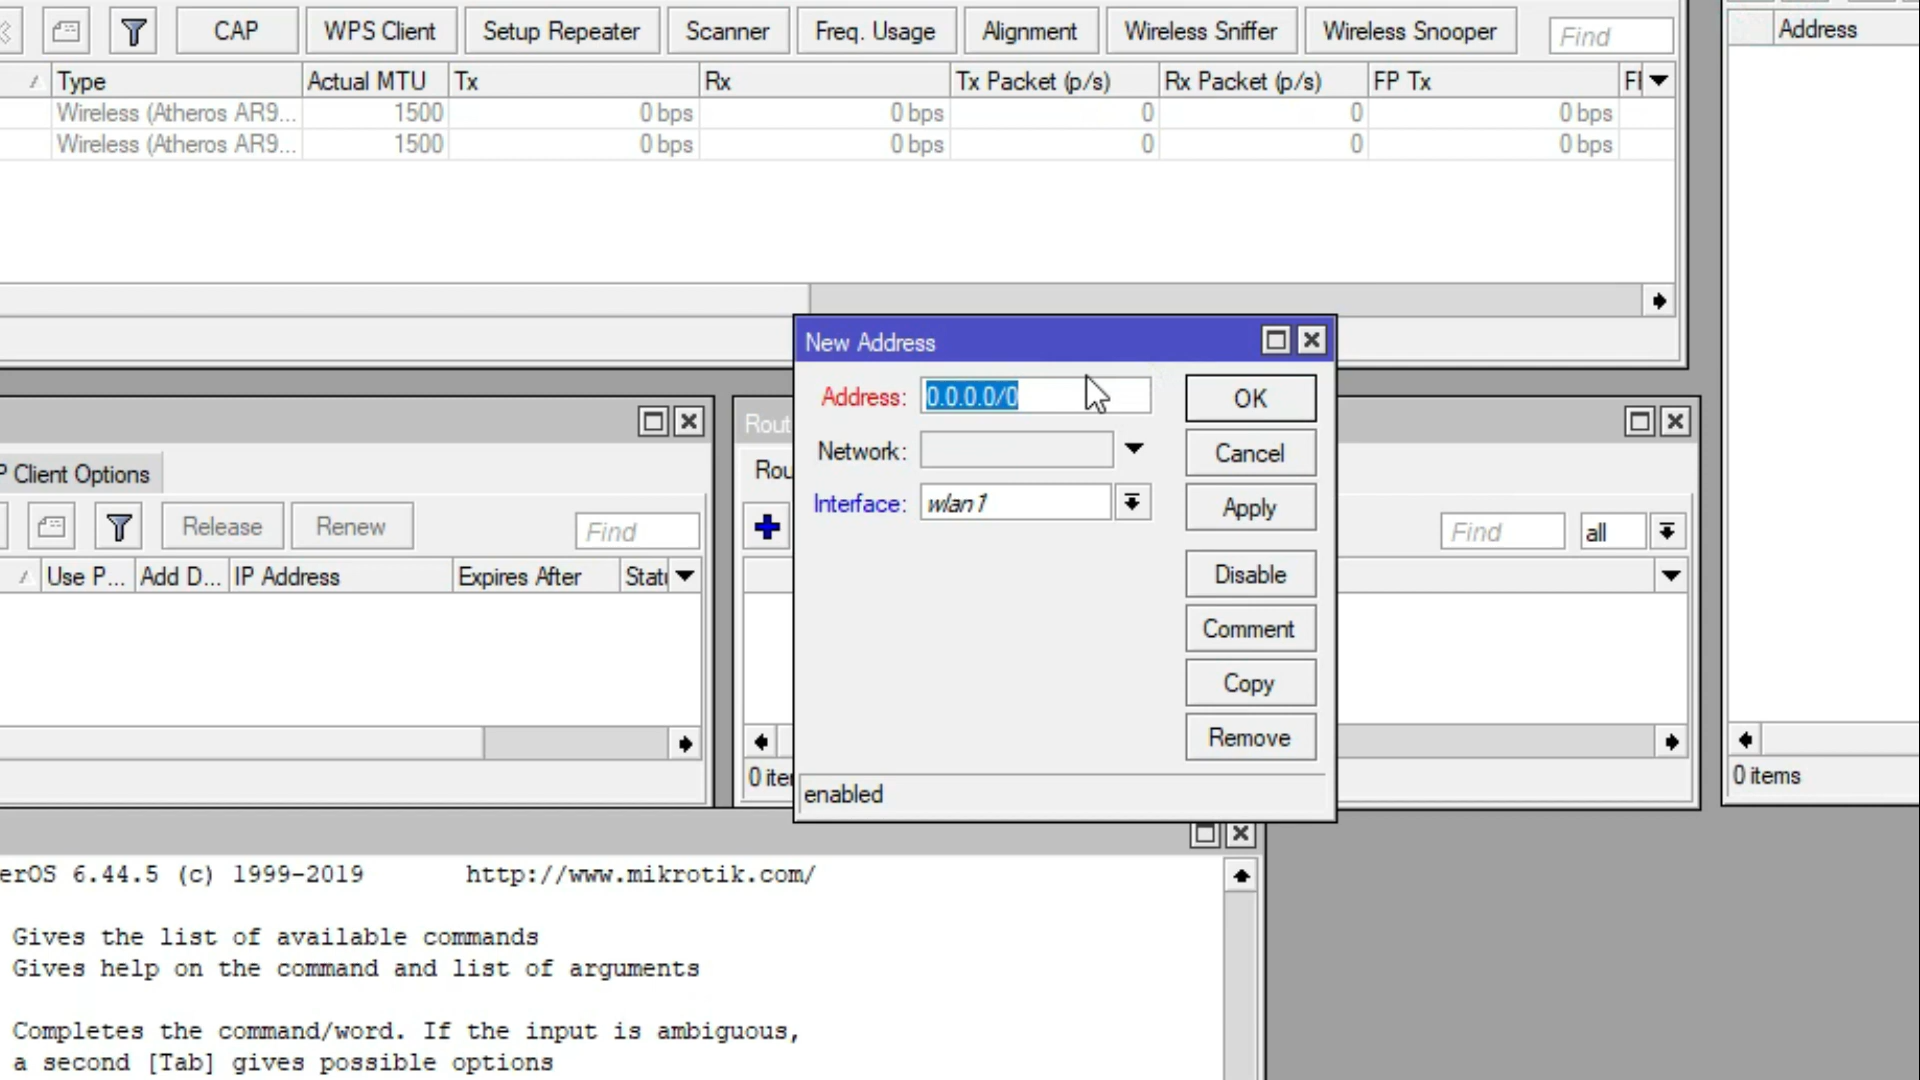 CAP
WPS Client
Setup Repeater
Scanner
Freq. Usage
Alignment
Wireless Sniffer
Wireless Snooper
Find
Address
Type
Actual MTU
Tx
Rx
Tx Packet (p/s)
Rx Packet (p/s)
FP Tx
Wireless (Atheros AR9...
1500
0 bps
0 bps
0
0
0 bps
Wireless (Atheros AR9...
1500
0 bps
0 bps
0
0
0 bps
New Address
Address:
0.0.0.0/0
OK
Network:
Cancel
Interface:
wlan1
Apply
Disable
Comment
Copy
Remove
enabled
P Client Options
Release
Renew
Find
Use P...
Add D...
IP Address
Expires After
Stat
Rout
Rou
Find
all
0 iter
0 items
erOS 6.44.5 (c) 1999-2019 http://www.mikrotik.com/
Gives the list of available commands
Gives help on the command and list of arguments
Completes the command/word. If the input is ambiguous,
a second [Tab] gives possible options